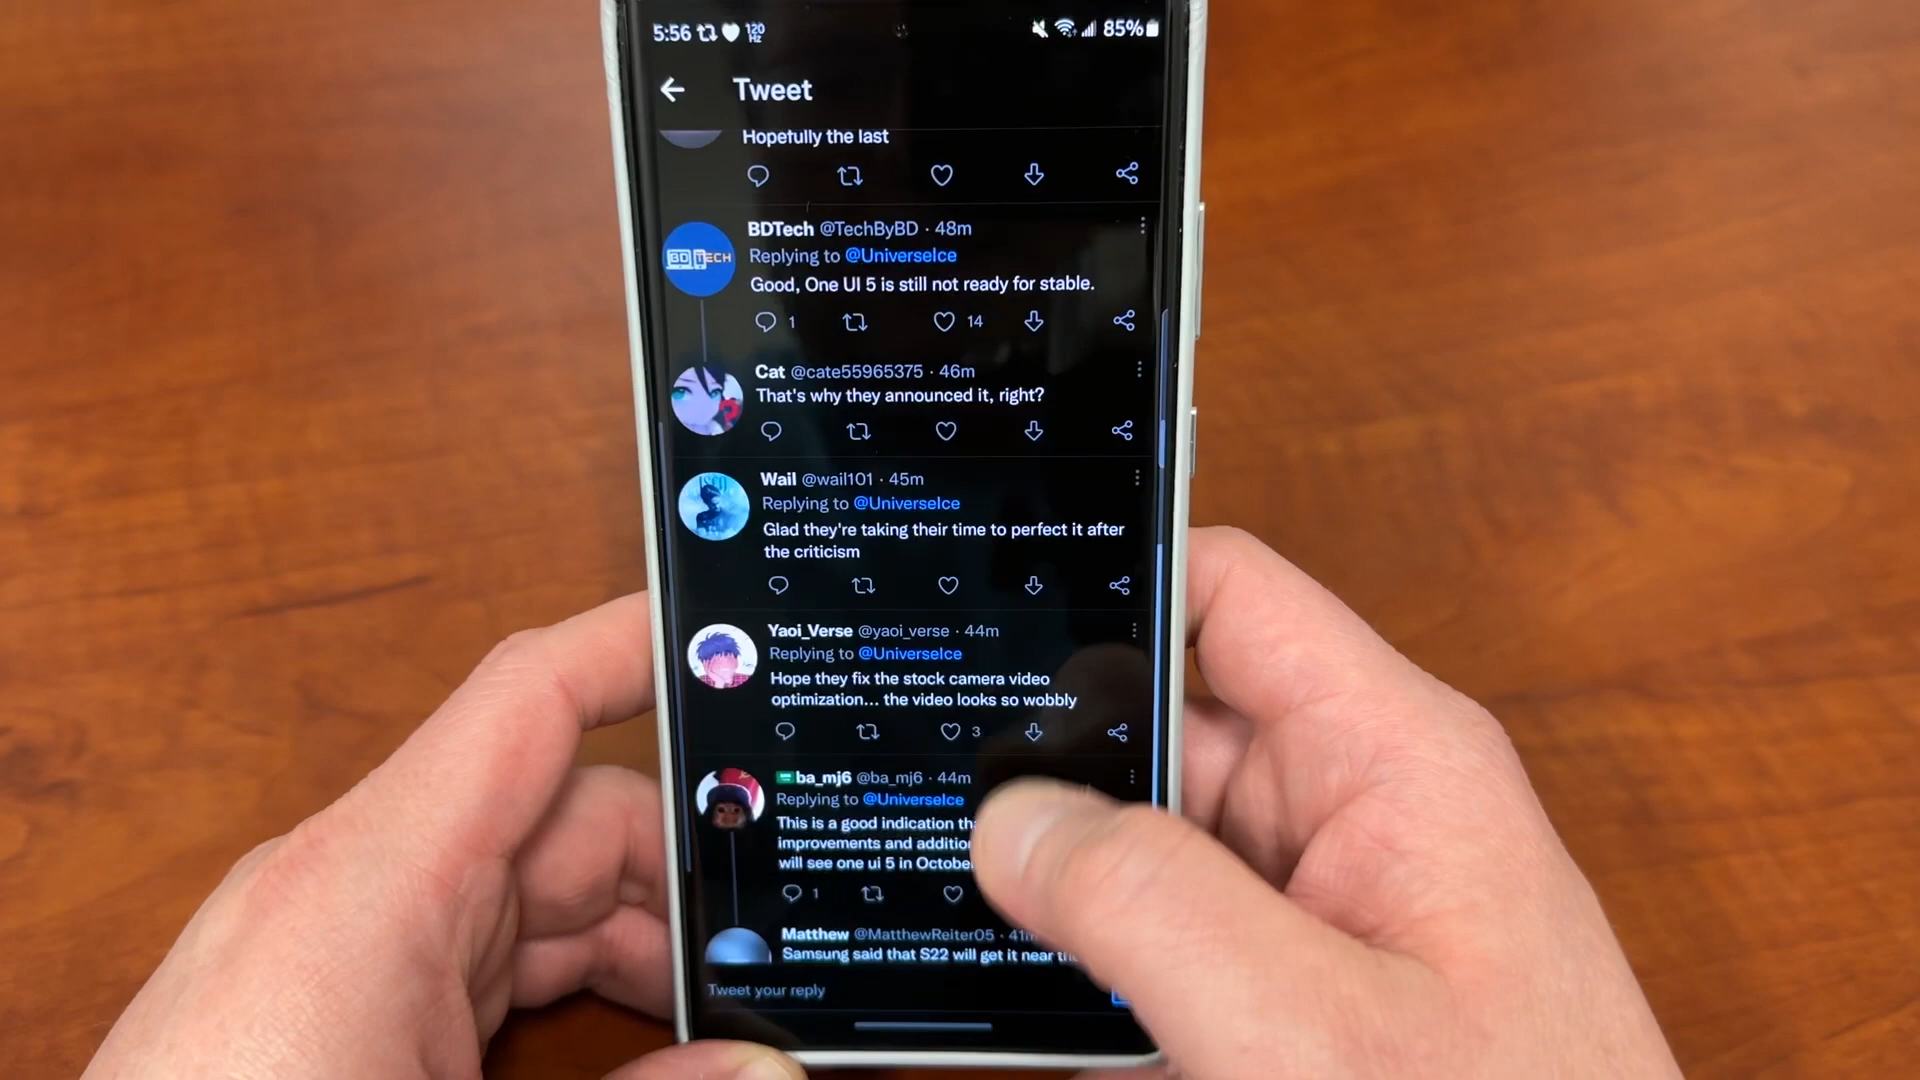 5:56 120 Hz 85%
Tweet
Hopefully the last
BDTech @TechByBD · 48m
BD TECH
Replying to @UniverseIce
Good, One UI 5 is still not ready for stable.
1 14
Cat @cate55965375 · 46m
That's why they announced it, right?
Wail @wail101 · 45m
Replying to @UniverseIce
Glad they're taking their time to perfect it after
the criticism
Yaoi_Verse @yaoi_verse · 44m
Replying to @UniverseIce
Hope they fix the stock camera video
optimization... the video looks so wobbly
3
ba_mj6 @ba_mj6 · 44m
Replying to @UniverseIce
This is a good indication
improvements and
will see one ui 5 in
1
Matthew @MatthewReiter05 ·
Samsung said that S22 will get it near
Tweet your reply